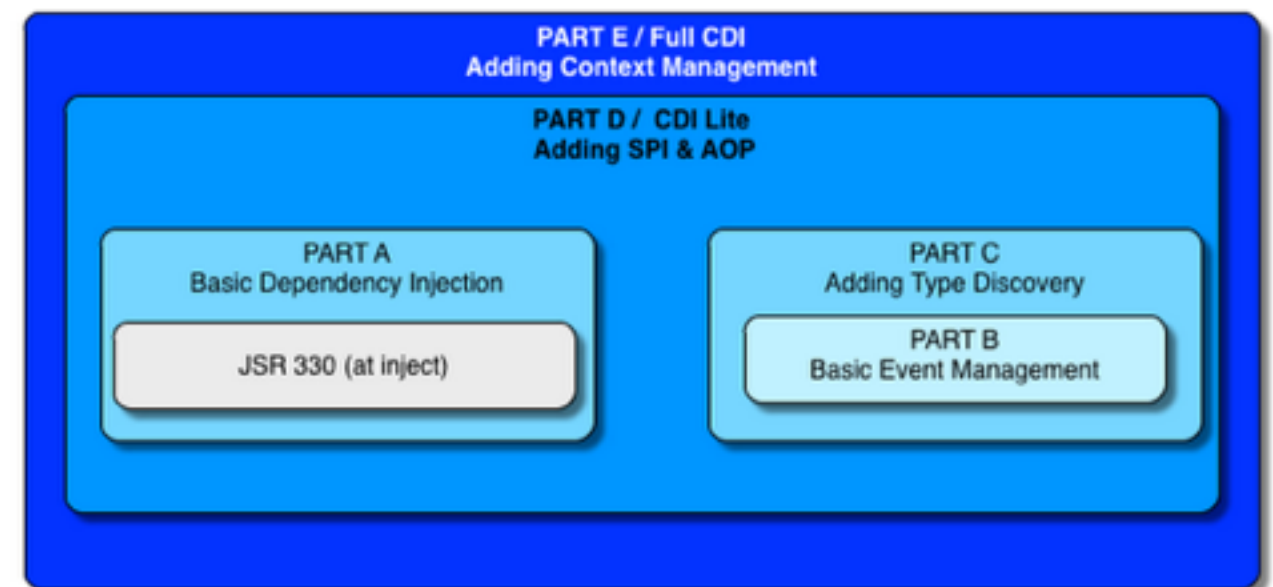 PART E / Full CDI
Adding Context Management
PART D /  CDI Lite
Adding SPI & AOP
PART A
Basic Dependency Injection
JSR 330 (at inject)
PART C
Adding Type Discovery
PART B
Basic Event Management